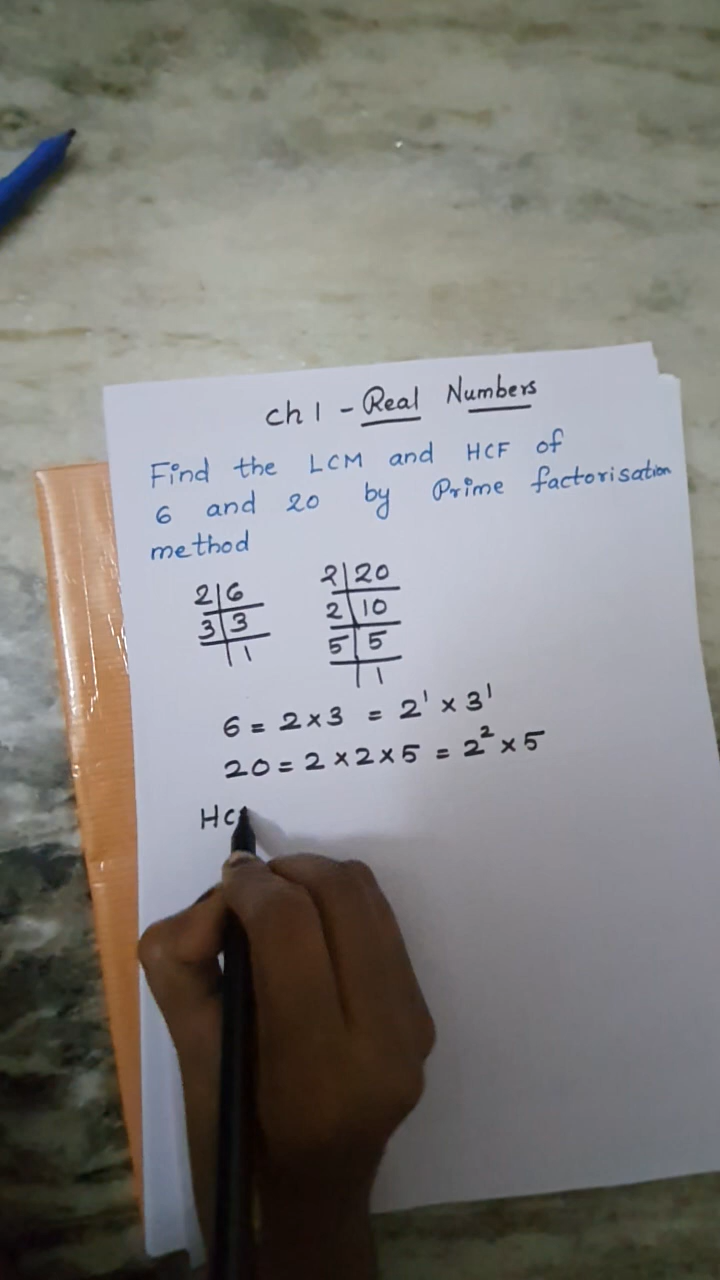 Ch 1 - Real Numbers
Find the LCM and HCF of
6 and 20 by Prime factorisation
method
2|6 2|20
3|3 2|10
|1 5|5
|1
6 = 2 × 3 = 2¹ × 3¹
20 = 2 × 2 × 5 = 2² × 5
HC